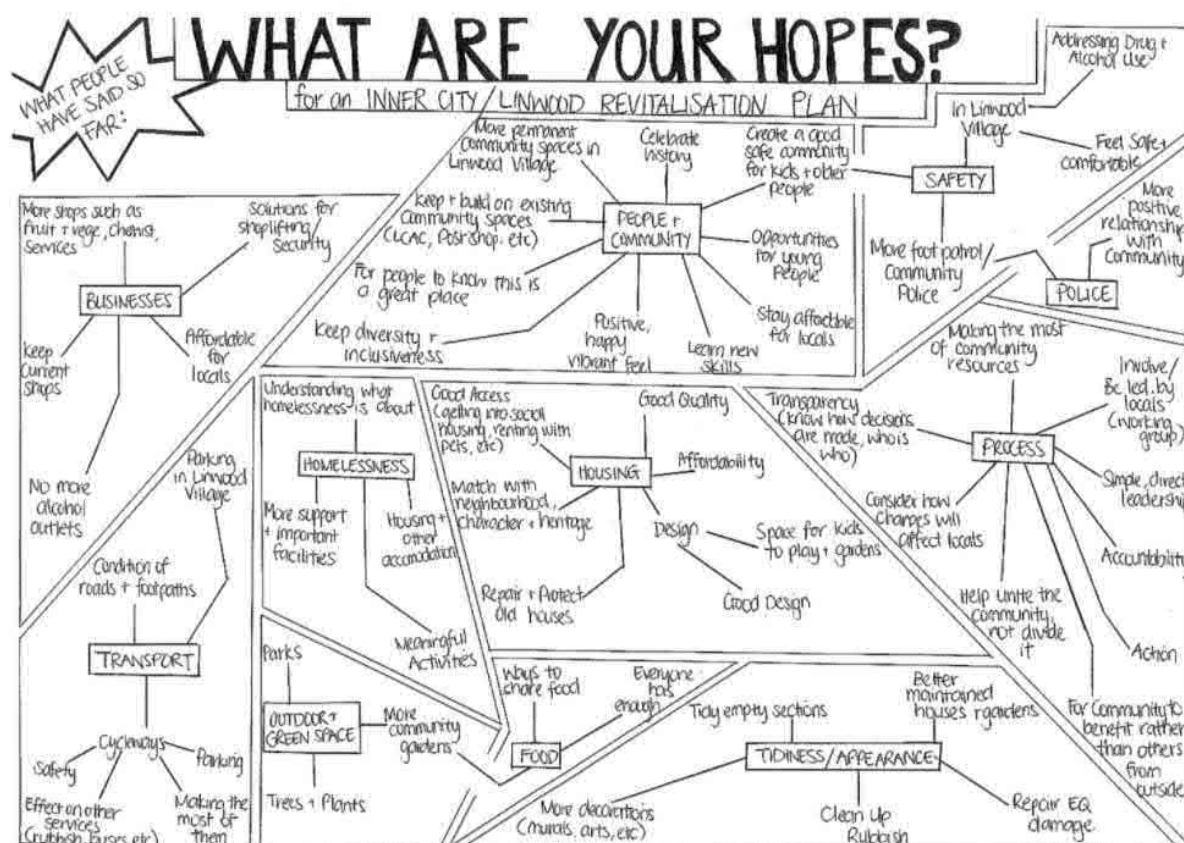 WHAT ARE YOUR HOPES?
for an INNER CITY LINWOOD REVITALISATION PLAN
WHAT PEOPLE
HAVE SAID SO
FAR:
BUSINESSES
More shops such as
fruit + vege, chemist,
services
Solutions for
shoplifting/
Security
Keep
current
shops
Affordable
for
locals
No more
alcohol
outlets
PEOPLE +
COMMUNITY
More permanent
community spaces in
Linwood Village
Celebrate
history
Create a good
safe community
for kids + older
people
Keep + build on existing
community spaces
(LCAC, Postshop. etc)
Opportunities
for young
People
For people to know this is
a great place
Stay affordable
for locals
Keep diversity +
inclusiveness
Positive,
happy
vibrant feel
Learn new
skills
SAFETY
Addressing Drug +
Alcohol Use
In Linwood
Village
Feel Safe +
comfortable
More foot patrol/
Community
Police
POLICE
More
positive
relationship
with
Community
PROCESS
Making the most
of community
resources
Transparency
(know how decisions
are made, who is
who)
Involve/
Be led by
locals
(working
group)
Simple, direct
leadership
Consider how
changes will
affect locals
Accountability
Help unite the
community,
not divide
it
Action
For Community to
benefit rather
than others
from
outside
HOMELESSNESS
Understanding what
homelessness is about
More support
+ important
facilities
Housing +
other
accomodation
Meaningful
Activities
HOUSING
Good Access
(getting into social
housing, renting with
pets, etc)
Good Quality
Affordability
Match with
neighbourhood,
character + heritage
Design
Space for kids
to play + gardens
Good Design
Repair + Protect
old houses
TRANSPORT
Parking
in Linwood
Village
Condition of
roads + footpaths
Cycleways
Safety
Parking
Effect on other
services
(rubbish, buses, etc)
Making the
most of
them
OUTDOOR +
GREEN SPACE
Parks
More
community
gardens
Trees + Plants
FOOD
Ways to
share food
Everyone
has
enough
TIDINESS/APPEARANCE
Tidy empty sections
Better
maintained
houses + gardens
More decorations
(murals, arts, etc)
Clean Up
Rubbish
Repair EQ
damage